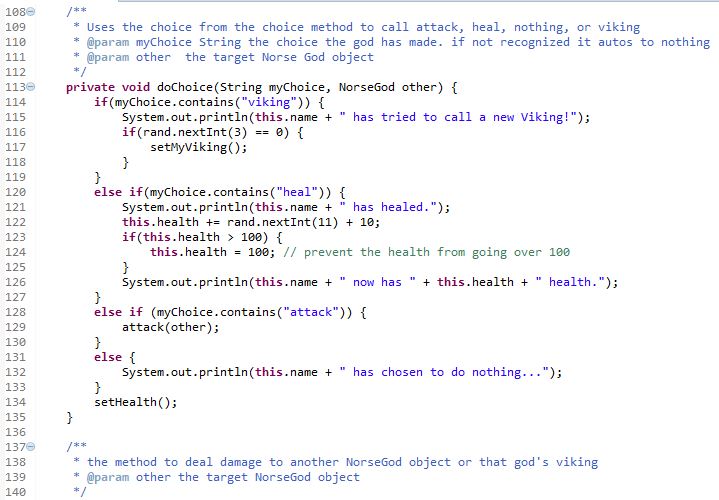 108 /**
109 * Uses the choice from the choice method to call attack, heal, nothing, or viking
110 * @param myChoice String the choice the god has made. if not recognized it autos to nothing
111 * @param other  the target Norse God object
112 */
113 private void doChoice(String myChoice, NorseGod other) {
114 if(myChoice.contains("viking")) {
115 System.out.println(this.name + " has tried to call a new Viking!");
116 if(rand.nextInt(3) == 0) {
117 setMyViking();
118 }
119 }
120 else if(myChoice.contains("heal")) {
121 System.out.println(this.name + " has healed.");
122 this.health += rand.nextInt(11) + 10;
123 if(this.health > 100) {
124 this.health = 100; // prevent the health from going over 100
125 }
126 System.out.println(this.name + " now has " + this.health + " health.");
127 }
128 else if (myChoice.contains("attack")) {
129 attack(other);
130 }
131 else {
132 System.out.println(this.name + " has chosen to do nothing...");
133 }
134 setHealth();
135 }
136
137 /**
138 * the method to deal damage to another NorseGod object or that god's viking
139 * @param other the target NorseGod object
140 */